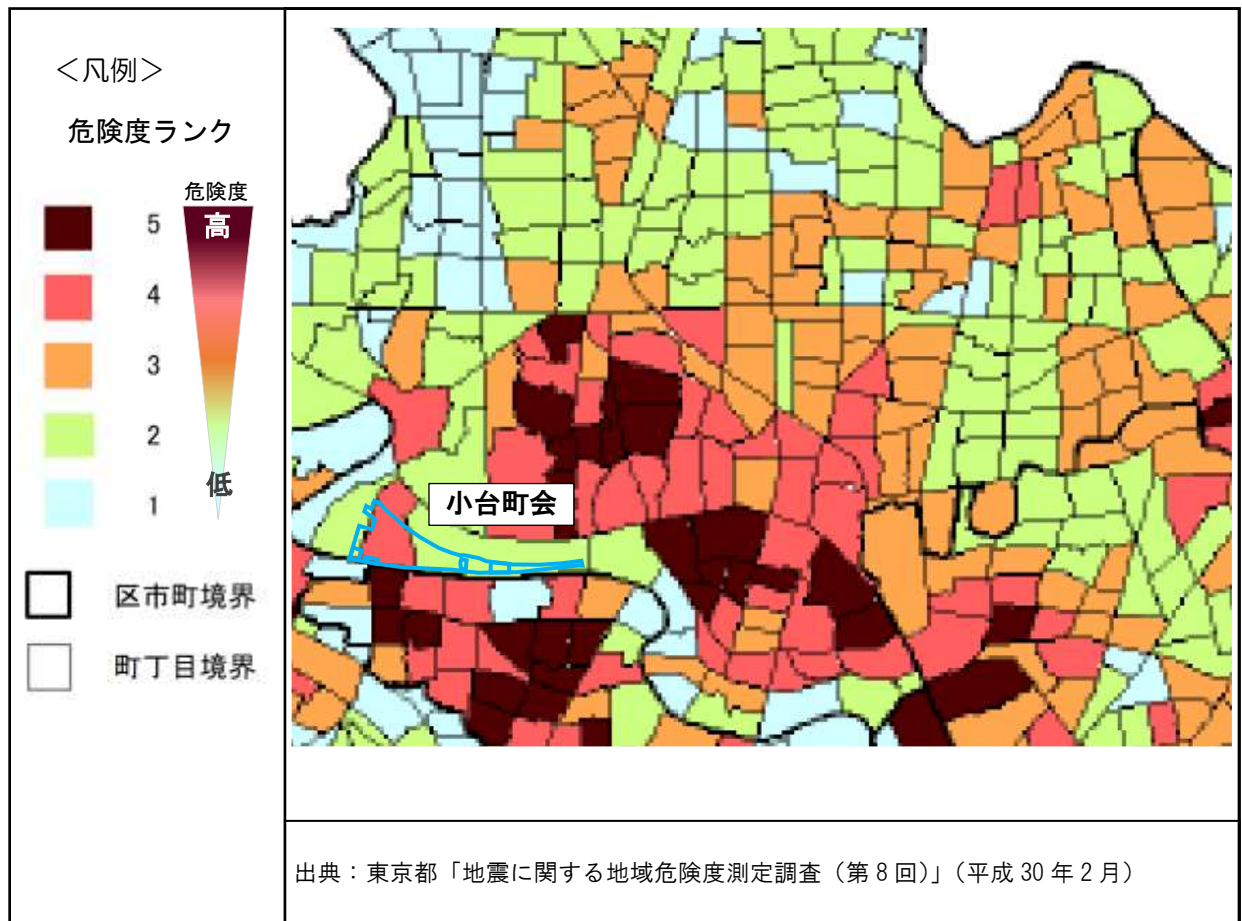 ＜凡例＞
危険度ランク
危険度
高
5
4
3
2
1
低
区市町境界
町丁目境界
小台町会
出典：東京都「地震に関する地域危険度測定調査（第８回）」（平成 30 年２月）